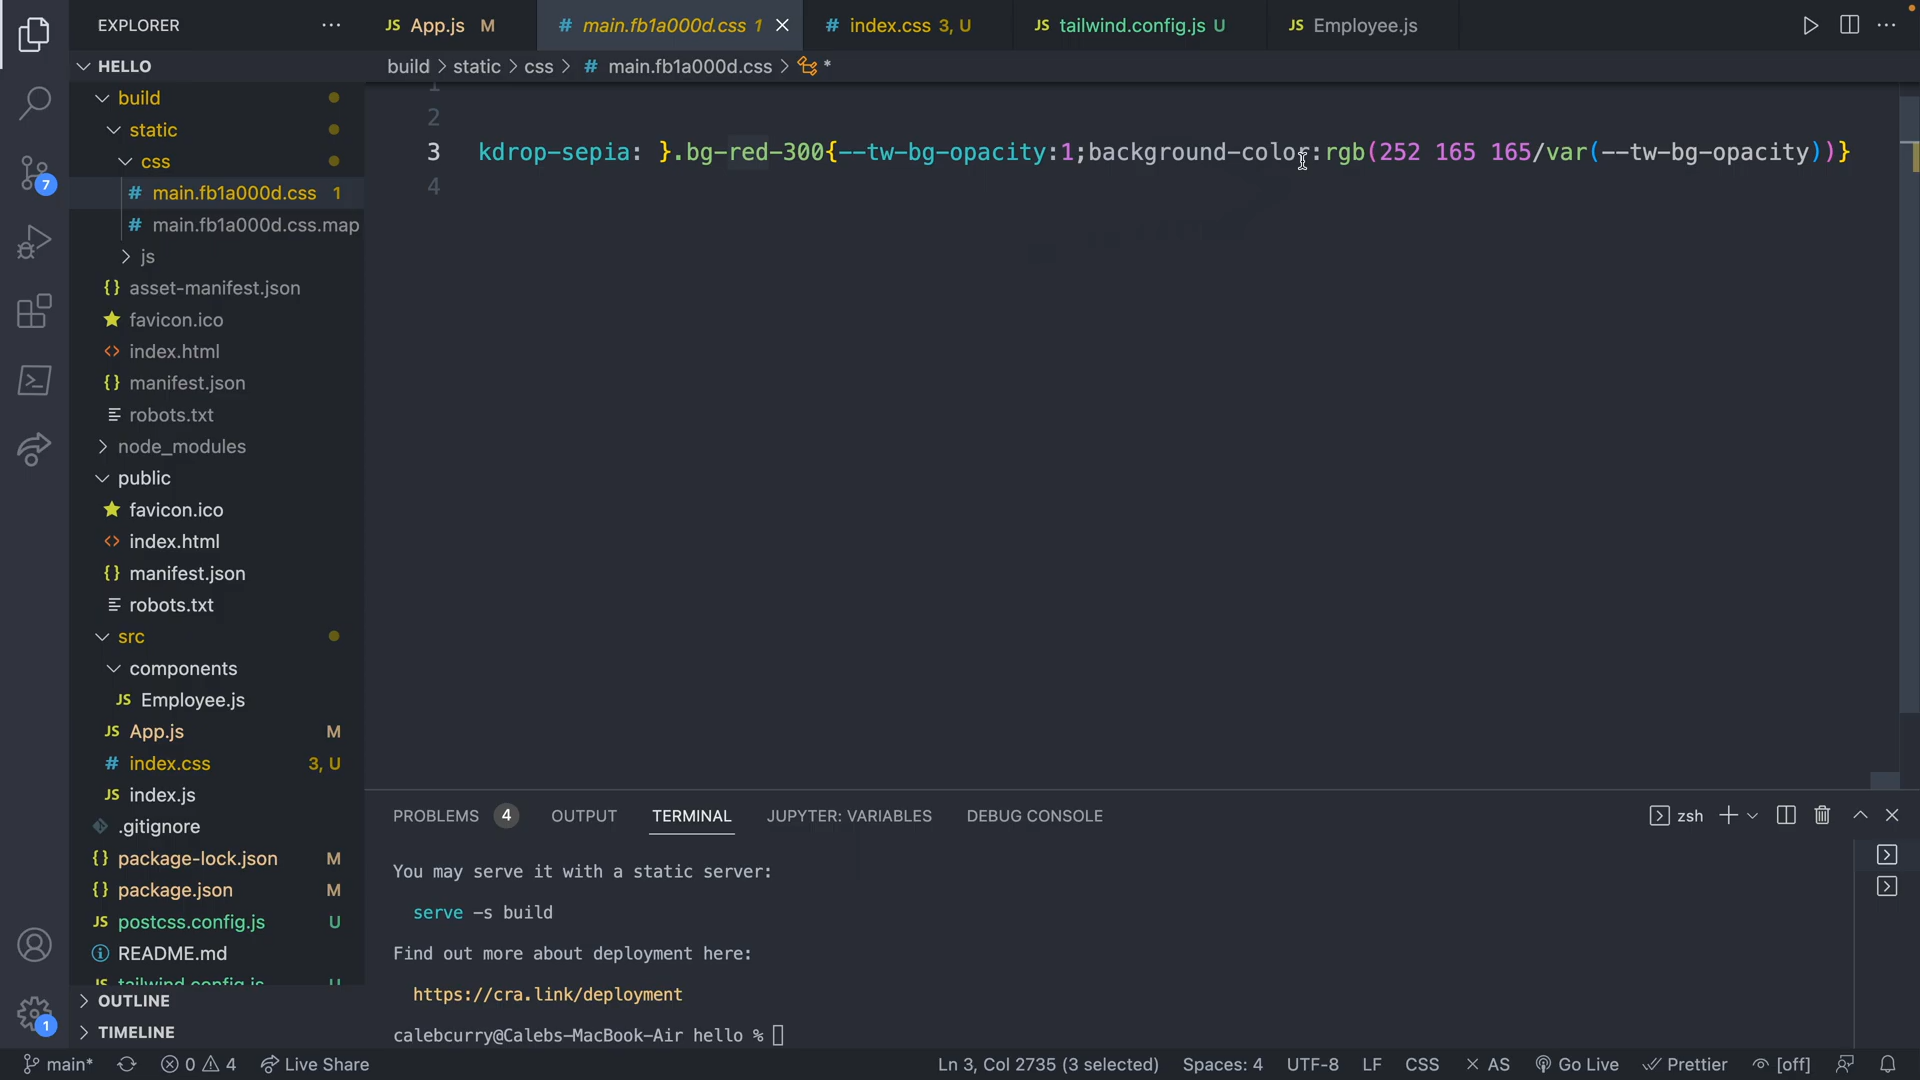 EXPLORER
HELLO
build
static
css
# main.fb1a000d.css 1
# main.fb1a000d.css.map
js
{} asset-manifest.json
favicon.ico
<> index.html
{} manifest.json
robots.txt
node_modules
public
favicon.ico
<> index.html
{} manifest.json
robots.txt
src
components
JS Employee.js
JS App.js M
# index.css 3, U
JS index.js
.gitignore
{} package-lock.json M
{} package.json M
JS postcss.config.js U
README.md
JS tailwind.config.js U
OUTLINE
TIMELINE
7
1
JS App.js M
# main.fb1a000d.css 1
# index.css 3, U
JS tailwind.config.js U
JS Employee.js
build > static > css > # main.fb1a000d.css > *
1
2
3 kdrop-sepia: }.bg-red-300{--tw-bg-opacity:1;background-color:rgb(252 165 165/var(--tw-bg-opacity))}
4
PROBLEMS 4 OUTPUT TERMINAL JUPYTER: VARIABLES DEBUG CONSOLE
zsh
You may serve it with a static server:
serve -s build
Find out more about deployment here:
https://cra.link/deployment
calebcurry@Calebs-MacBook-Air hello %
main* 0 4 Live Share Ln 3, Col 2735 (3 selected) Spaces: 4 UTF-8 LF CSS × AS Go Live Prettier [off]